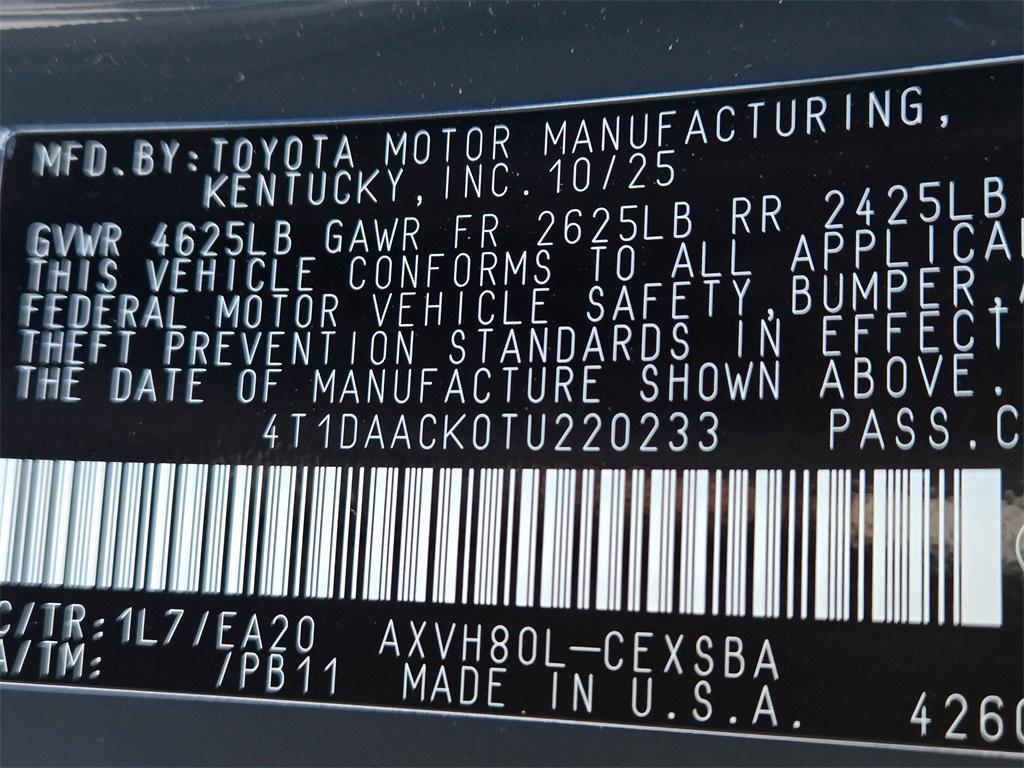 MFD.BY:TOYOTA MOTOR MANUFACTURING,
KENTUCKY, INC. 10/25
GVWR 4625LB GAWR FR 2625LB RR 2425LB
THIS VEHICLE CONFORMS TO ALL APPLICA
FEDERAL MOTOR VEHICLE SAFETY, BUMPER,
THEFT PREVENTION STANDARDS IN EFFECT
THE DATE OF MANUFACTURE SHOWN ABOVE.
4T1DAACK0TU220233 PASS.C
C/TR:1L7/EA20 AXVH80L-CEXSBA
A/TM: /PB11 MADE IN U.S.A.
4260